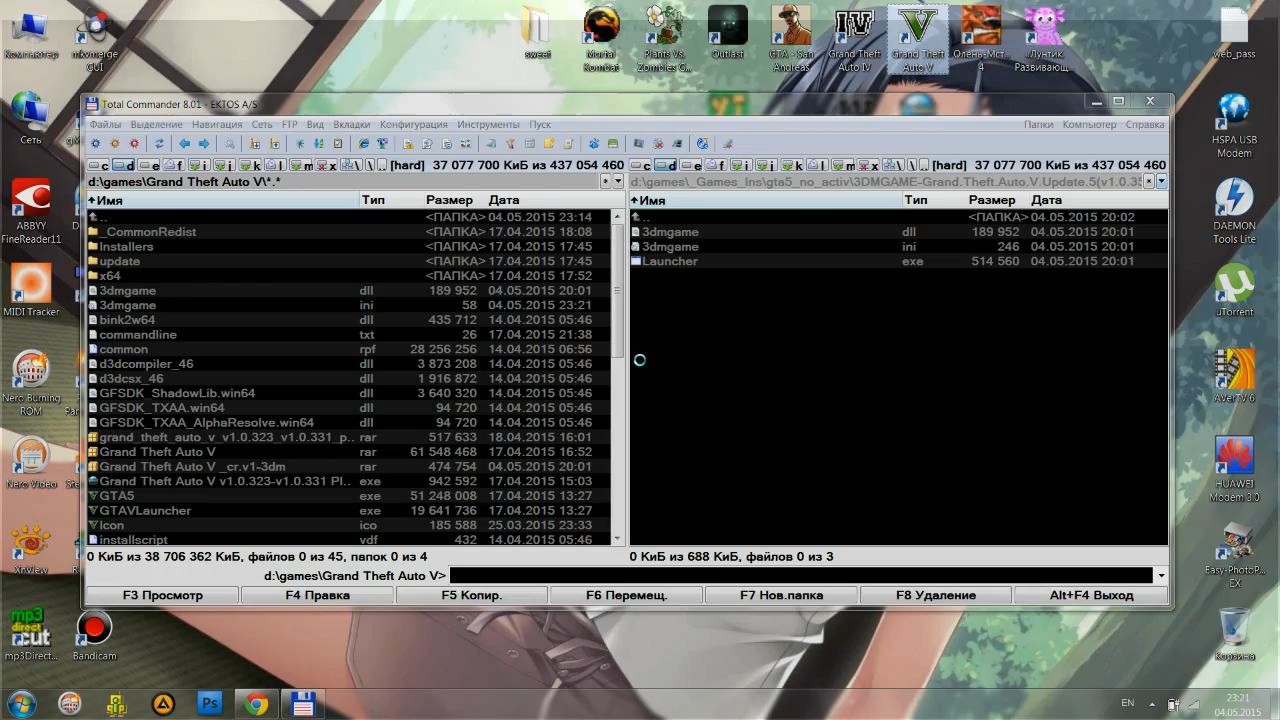 Компьютер
mkvmerge GUI
sweet
Mortal Kombat
Plants Vs. Zombies G...
Outlast
GTA - San Andreas
Grand Theft Auto IV
Grand Theft Auto V
Олень-Мст... 4
Лунтик. Развивающ...
web_pass
Total Commander 8.01 - EKTOS A/S
Файлы Выделение Навигация Сеть FTP Вид Вкладки Конфигурация Инструменты Пуск
Папки Компьютер Справка
c d e f i j k l m x \ .. [hard] 37 077 700 КиБ из 437 054 460
c d e f i j k l m x \ .. [hard] 37 077 700 КиБ из 437 054 460
d:\games\Grand Theft Auto V\*.*
d:\games\_Games_Ins\gta5_no_activ\3DMGAME-Grand.Theft.Auto.V.Update.5(v1.0.35
Имя Тип Размер Дата
.. <ПАПКА> 04.05.2015 23:14
_CommonRedist <ПАПКА> 17.04.2015 18:08
Installers <ПАПКА> 17.04.2015 17:45
update <ПАПКА> 17.04.2015 17:45
x64 <ПАПКА> 17.04.2015 17:52
3dmgame dll 189 952 04.05.2015 20:01
3dmgame ini 58 04.05.2015 23:21
bink2w64 dll 435 712 14.04.2015 05:46
commandline txt 26 17.04.2015 21:38
common rpf 28 256 256 14.04.2015 06:56
d3dcompiler_46 dll 3 873 208 14.04.2015 05:46
d3dcsx_46 dll 1 916 872 14.04.2015 05:46
GFSDK_ShadowLib.win64 dll 3 640 320 14.04.2015 05:46
GFSDK_TXAA.win64 dll 94 720 14.04.2015 05:46
GFSDK_TXAA_AlphaResolve.win64 dll 94 720 14.04.2015 05:46
grand_theft_auto_v_v1.0.323_v1.0.331_p... rar 517 633 18.04.2015 16:01
Grand Theft Auto V rar 61 548 468 17.04.2015 16:52
Grand Theft Auto V _cr.v1-3dm rar 474 754 04.05.2015 20:01
Grand Theft Auto V v1.0.323-v1.0.331 Pl... exe 942 592 17.04.2015 15:03
GTA5 exe 51 248 008 17.04.2015 13:27
GTAVLauncher exe 19 641 736 17.04.2015 13:27
Icon ico 185 588 25.03.2015 23:33
installscript vdf 432 14.04.2015 05:46
0 КиБ из 38 706 362 КиБ, файлов 0 из 45, папок 0 из 4
Имя Тип Размер Дата
.. <ПАПКА> 04.05.2015 20:02
3dmgame dll 189 952 04.05.2015 20:01
3dmgame ini 246 04.05.2015 20:01
Launcher exe 514 560 04.05.2015 20:01
0 КиБ из 688 КиБ, файлов 0 из 3
d:\games\Grand Theft Auto V>
F3 Просмотр F4 Правка F5 Копир. F6 Перемещ. F7 Нов.папка F8 Удаление Alt+F4 Выход
Сеть
ABBYY FineReader11
MIDI Tracker
Nero Burning ROM
Nero Video
XnView
mp3 direct cut
mp3Direct...
Bandicam
HSPA USB Modem
DAEMON Tools Lite
uTorrent
AVerTV 6
HUAWEI Modem 3.0
Easy-PhotoP... EX
Корзина
Ps
EN
23:21
04.05.2015